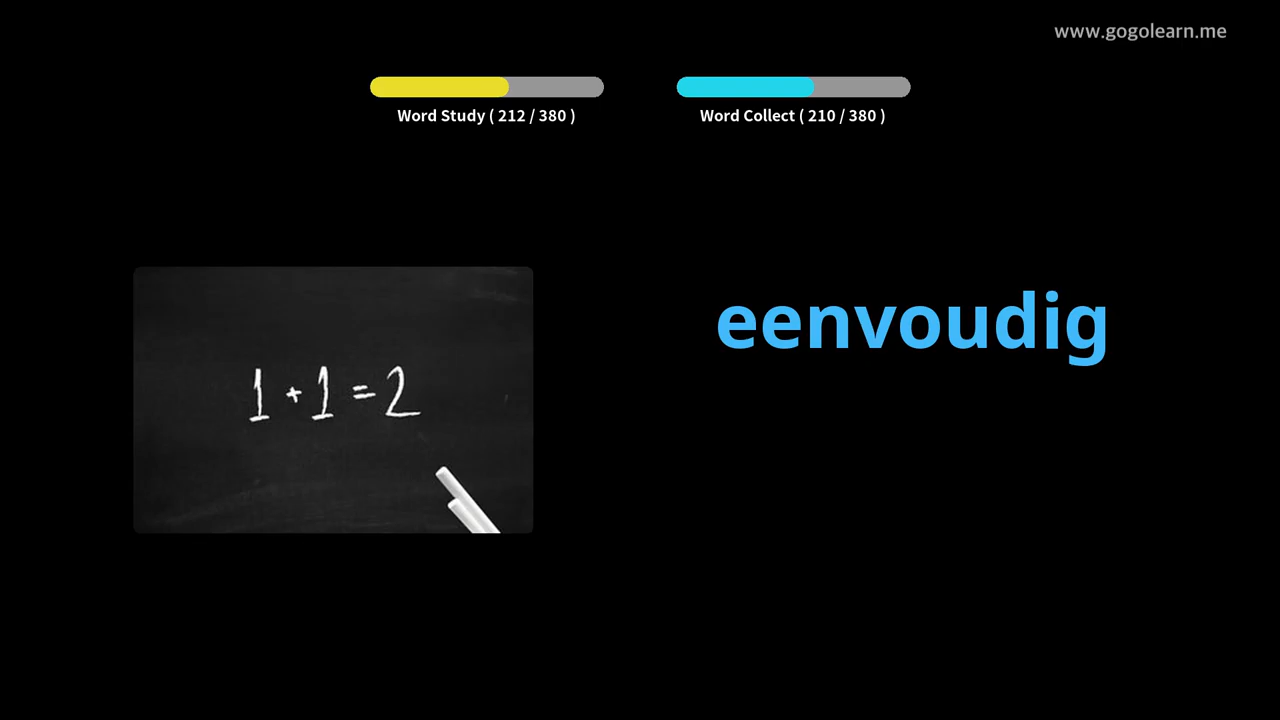 www.gogolearn.me
Word Study ( 212 / 380 )
Word Collect ( 210 / 380 )
eenvoudig
1 + 1 = 2